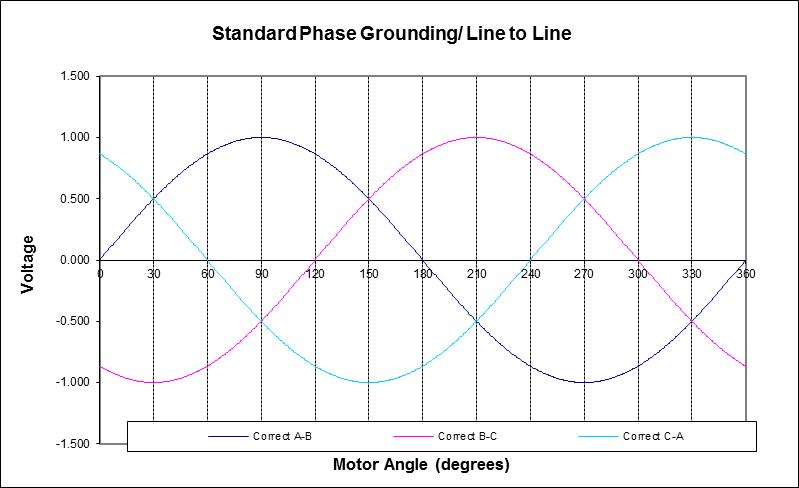 Standard Phase Grounding/ Line to Line
1.500
1.000
0.500
0.000
-0.500
-1.000
-1.500
0 30 60 90 120 150 180 210 240 270 300 330 360
Voltage
Correct A-B Correct B-C Correct C-A
Motor Angle (degrees)